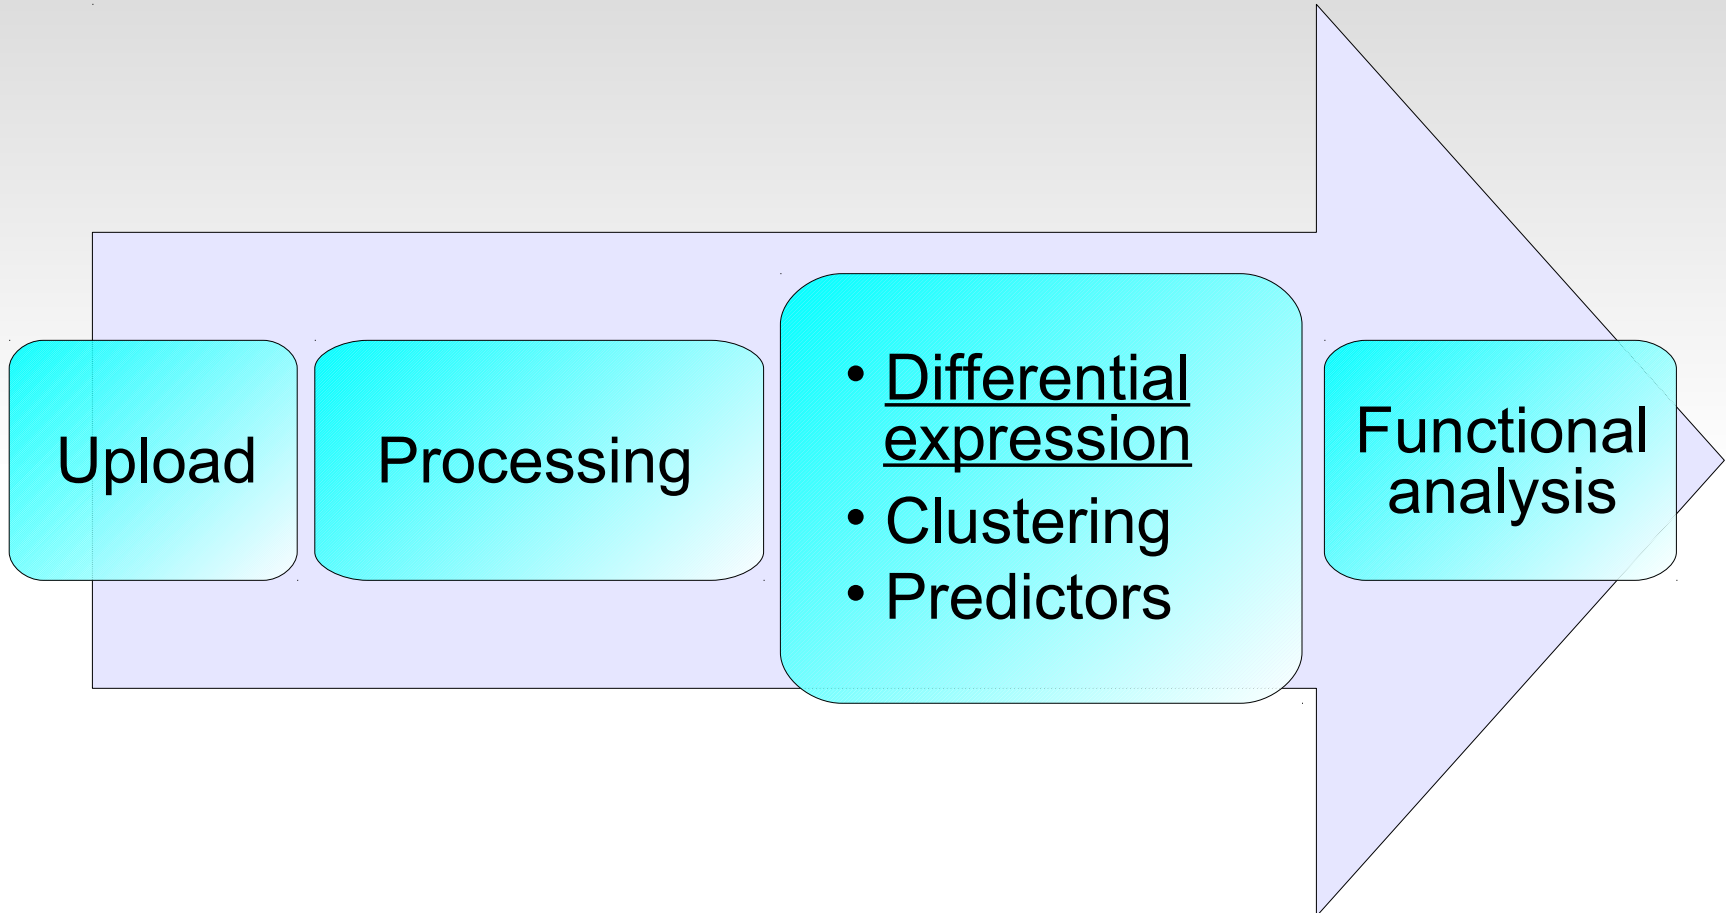 Upload
Processing
• Differential
expression
• Clustering
• Predictors
Functional
analysis